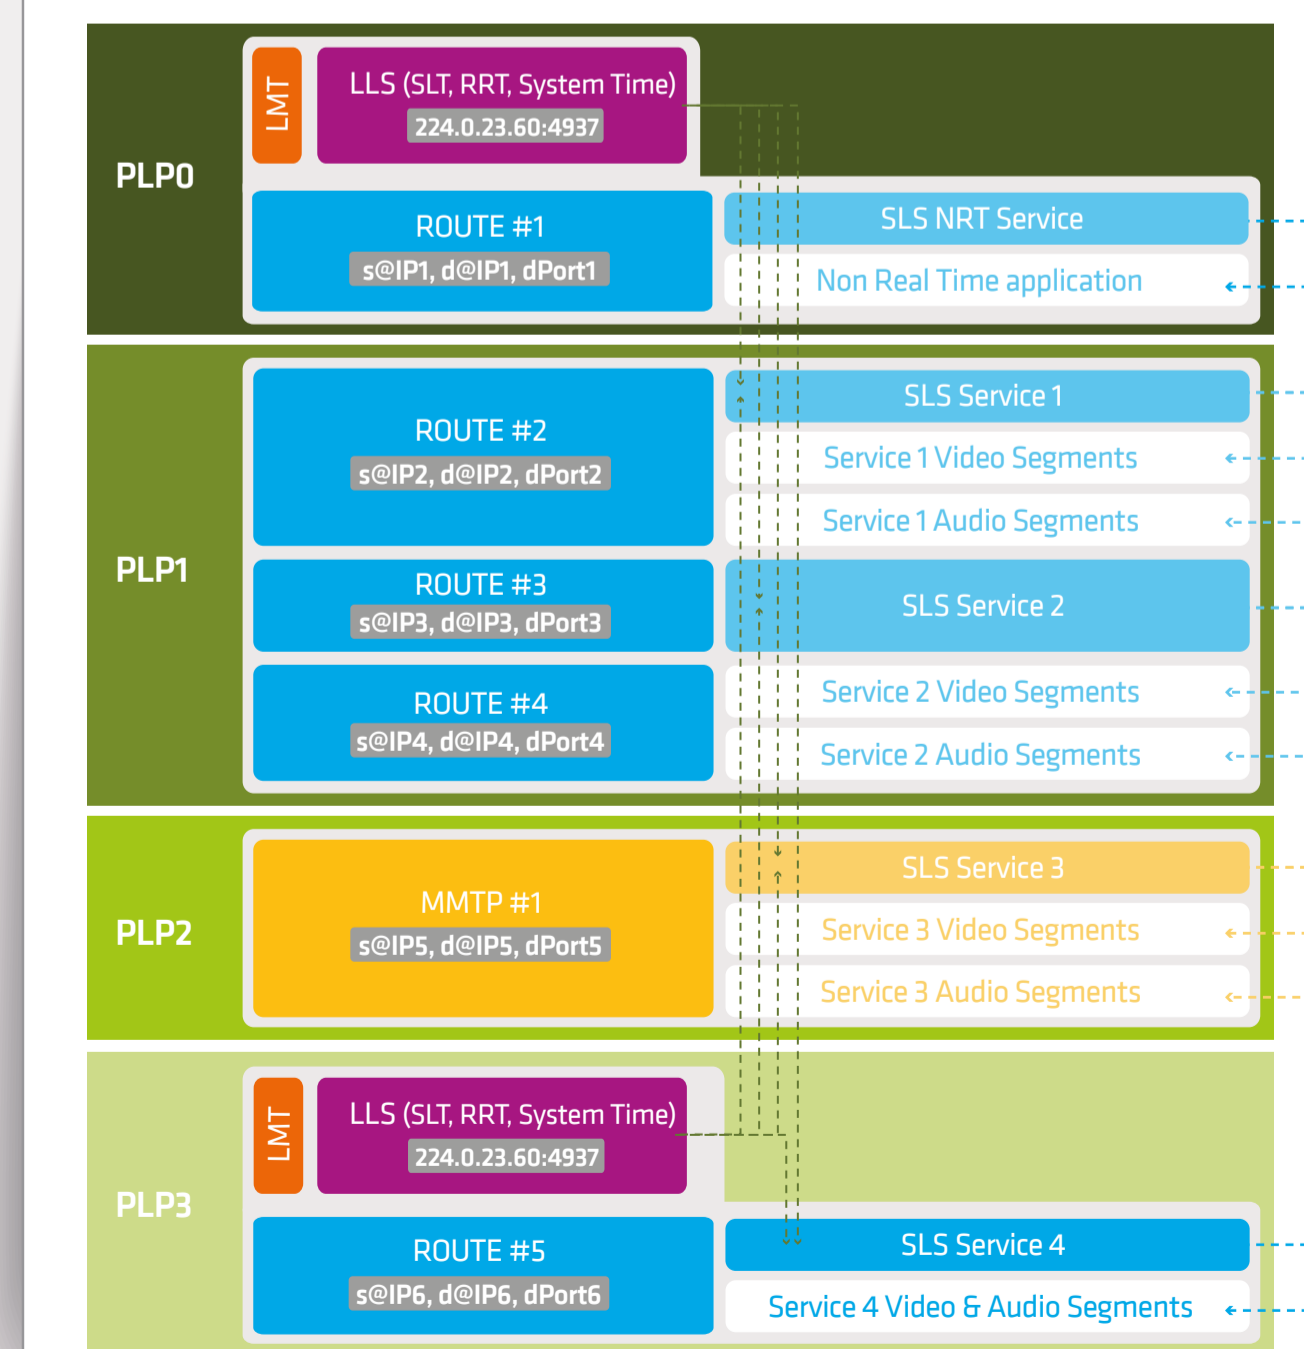 PLP0
LMT
LLS (SLT, RRT, System Time)
224.0.23.60:4937
ROUTE #1
s@IP1, d@IP1, dPort1
SLS NRT Service
Non Real Time application
PLP1
ROUTE #2
s@IP2, d@IP2, dPort2
SLS Service 1
Service 1 Video Segments
Service 1 Audio Segments
ROUTE #3
s@IP3, d@IP3, dPort3
SLS Service 2
ROUTE #4
s@IP4, d@IP4, dPort4
Service 2 Video Segments
Service 2 Audio Segments
PLP2
MMTP #1
s@IP5, d@IP5, dPort5
SLS Service 3
Service 3 Video Segments
Service 3 Audio Segments
PLP3
LMT
LLS (SLT, RRT, System Time)
224.0.23.60:4937
ROUTE #5
s@IP6, d@IP6, dPort6
SLS Service 4
Service 4 Video & Audio Segments